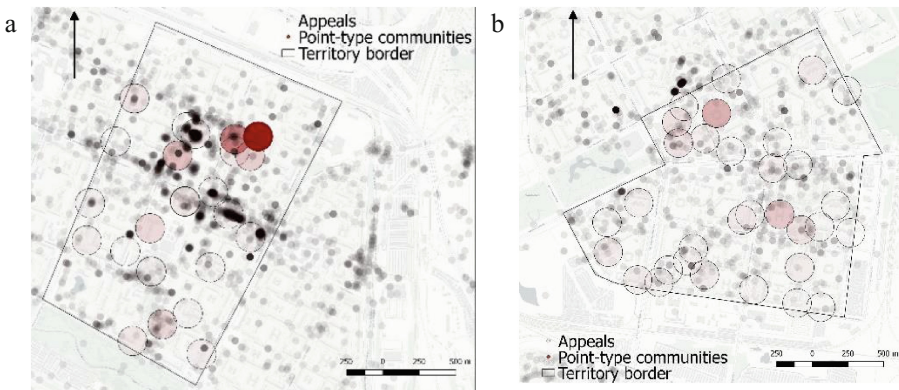 a
Appeals
Point-type communities
Territory border
250 0 250 500 m
b
Appeals
Point-type communities
Territory border
250 0 250 500 m